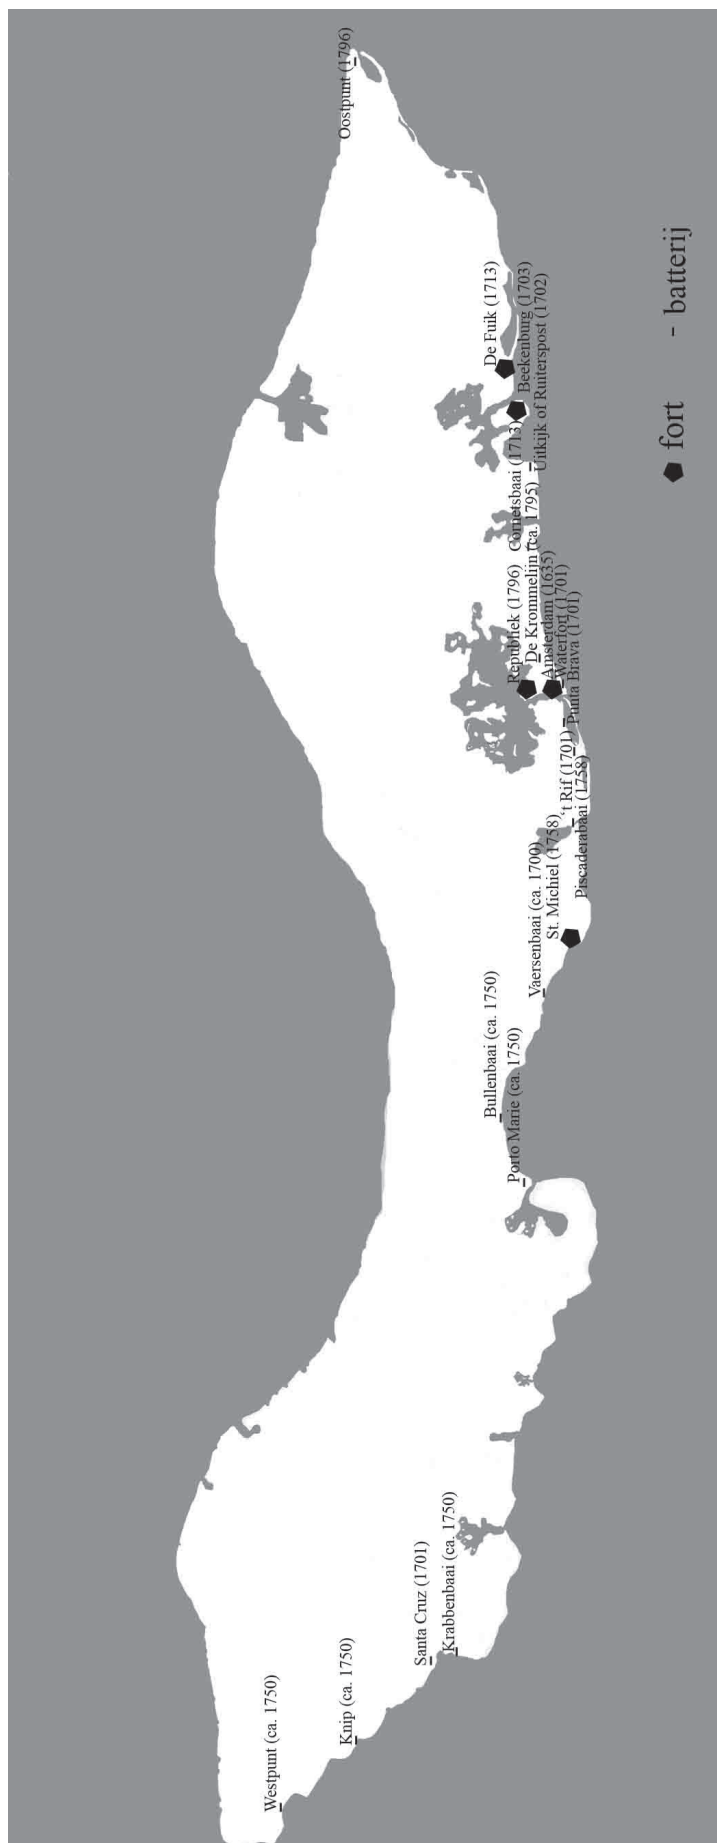 Westpunt (ca. 1750)
Knip (ca. 1750)
Santa Cruz (1701)
Krabbenbaai (ca. 1750)
Porto Marie (ca. 1750)
Bullenbaai (ca. 1750)
Vaersenbaai (ca. 1700)
St. Michiel (1758)
Piscaderabaai (1758)
't Rif (1701)
Punta Brava (1701)
Waterfort (1701)
Amsterdam (1635)
Republiek (1796)
De Krommelijn (ca. 1795)
Cornetsbaai (1713)
Uitkijk of Ruiterspost (1702)
Beekenburg (1703)
De Fuik (1713)
Oostpunt (1796)
fort
- batterij